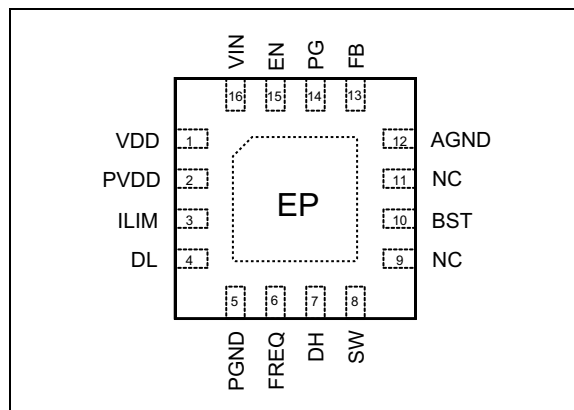 VIN EN PG FB
16 15 14 13
VDD 1 12 AGND
PVDD 2 11 NC
EP
ILIM 3 10 BST
DL 4 9 NC
5 6 7 8
PGND FREQ DH SW